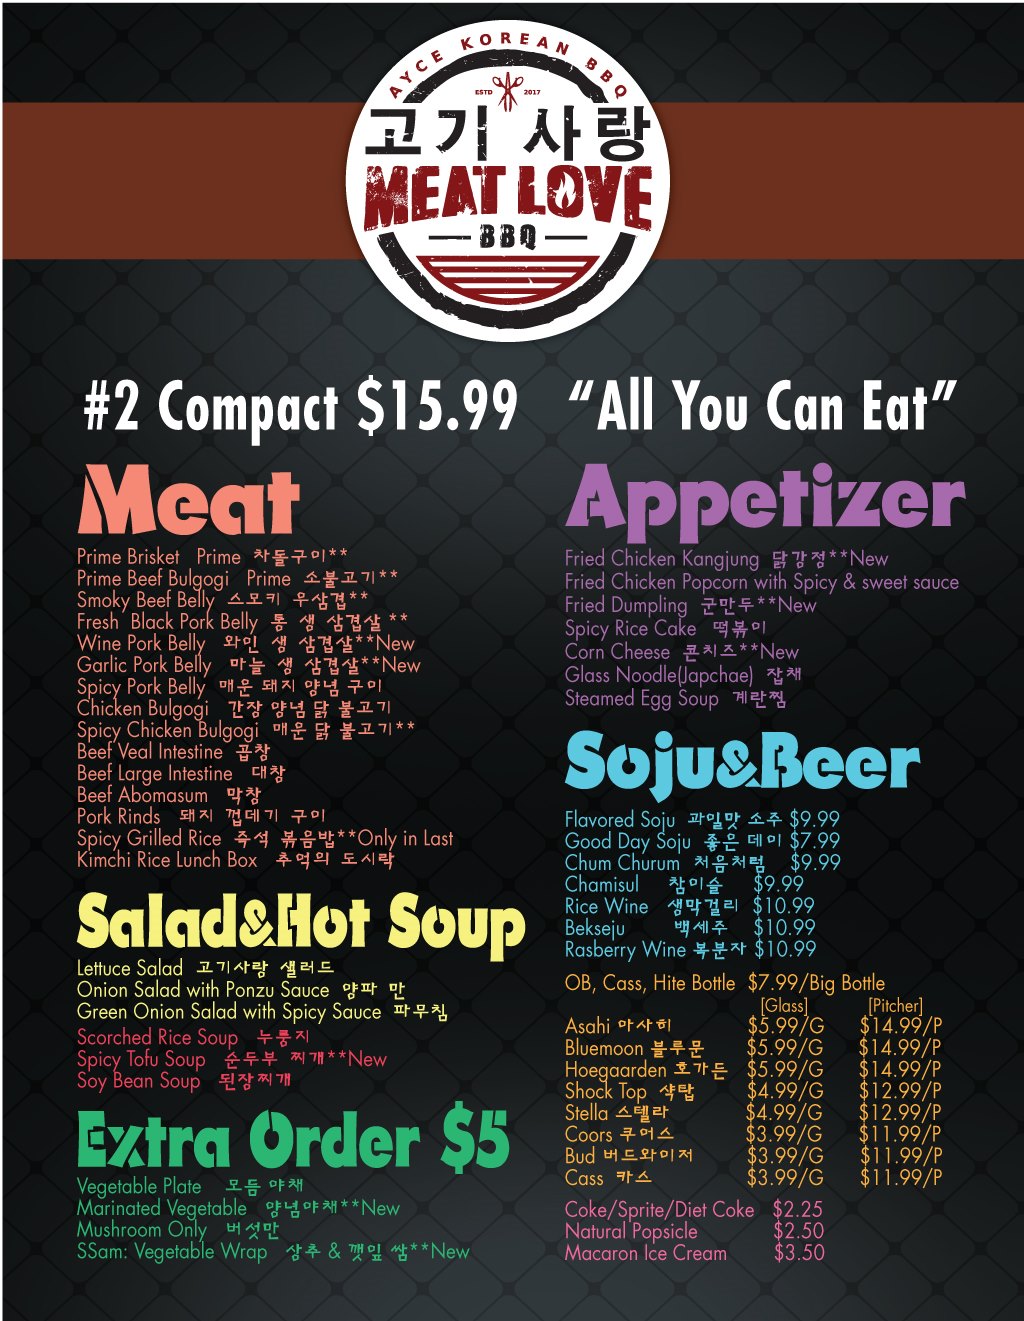 AYCE KOREAN BBQ
ESTD 2017
고기 사랑
MEAT LOVE
BBQ
#2 Compact $15.99 “All You Can Eat”
Meat
Prime Brisket Prime 차돌구이**
Prime Beef Bulgogi Prime 소불고기**
Smoky Beef Belly 스모키 우삼겹**
Fresh Black Pork Belly 통 생 삼겹살 **
Wine Pork Belly 와인 생 삼겹살**New
Garlic Pork Belly 마늘 생 삼겹살**New
Spicy Pork Belly 매운 돼지 양념 구이
Chicken Bulgogi 간장 양념 닭 불고기
Spicy Chicken Bulgogi 매운 닭 불고기**
Beef Veal Intestine 곱창
Beef Large Intestine 대창
Beef Abomasum 막창
Pork Rinds 돼지 껍데기 구이
Spicy Grilled Rice 즉석 볶음밥**Only in Last
Kimchi Rice Lunch Box 추억의 도시락
Salad&Hot Soup
Lettuce Salad 고기사랑 샐러드
Onion Salad with Ponzu Sauce 양파 만
Green Onion Salad with Spicy Sauce 파무침
Scorched Rice Soup 누룽지
Spicy Tofu Soup 순두부 찌개**New
Soy Bean Soup 된장찌개
Extra Order $5
Vegetable Plate 모듬 야채
Marinated Vegetable 양념야채**New
Mushroom Only 버섯만
SSam: Vegetable Wrap 상추 & 깻잎 쌈**New
Appetizer
Fried Chicken Kangjung 닭강정**New
Fried Chicken Popcorn with Spicy & sweet sauce
Fried Dumpling 군만두**New
Spicy Rice Cake 떡볶이
Corn Cheese 콘치즈**New
Glass Noodle(Japchae) 잡채
Steamed Egg Soup 계란찜
Soju&Beer
Flavored Soju 과일맛 소주 $9.99
Good Day Soju 좋은 데이 $7.99
Chum Churum 처음처럼 $9.99
Chamisul 참이슬 $9.99
Rice Wine 생막걸리 $10.99
Bekseju 백세주 $10.99
Rasberry Wine 복분자 $10.99
OB, Cass, Hite Bottle $7.99/Big Bottle
[Glass] [Pitcher]
Asahi 아사히 $5.99/G $14.99/P
Bluemoon 블루문 $5.99/G $14.99/P
Hoegaarden 호가든 $5.99/G $14.99/P
Shock Top 샥탑 $4.99/G $12.99/P
Stella 스텔라 $4.99/G $12.99/P
Coors 쿠어스 $3.99/G $11.99/P
Bud 버드와이저 $3.99/G $11.99/P
Cass 카스 $3.99/G $11.99/P
Coke/Sprite/Diet Coke $2.25
Natural Popsicle $2.50
Macaron Ice Cream $3.50